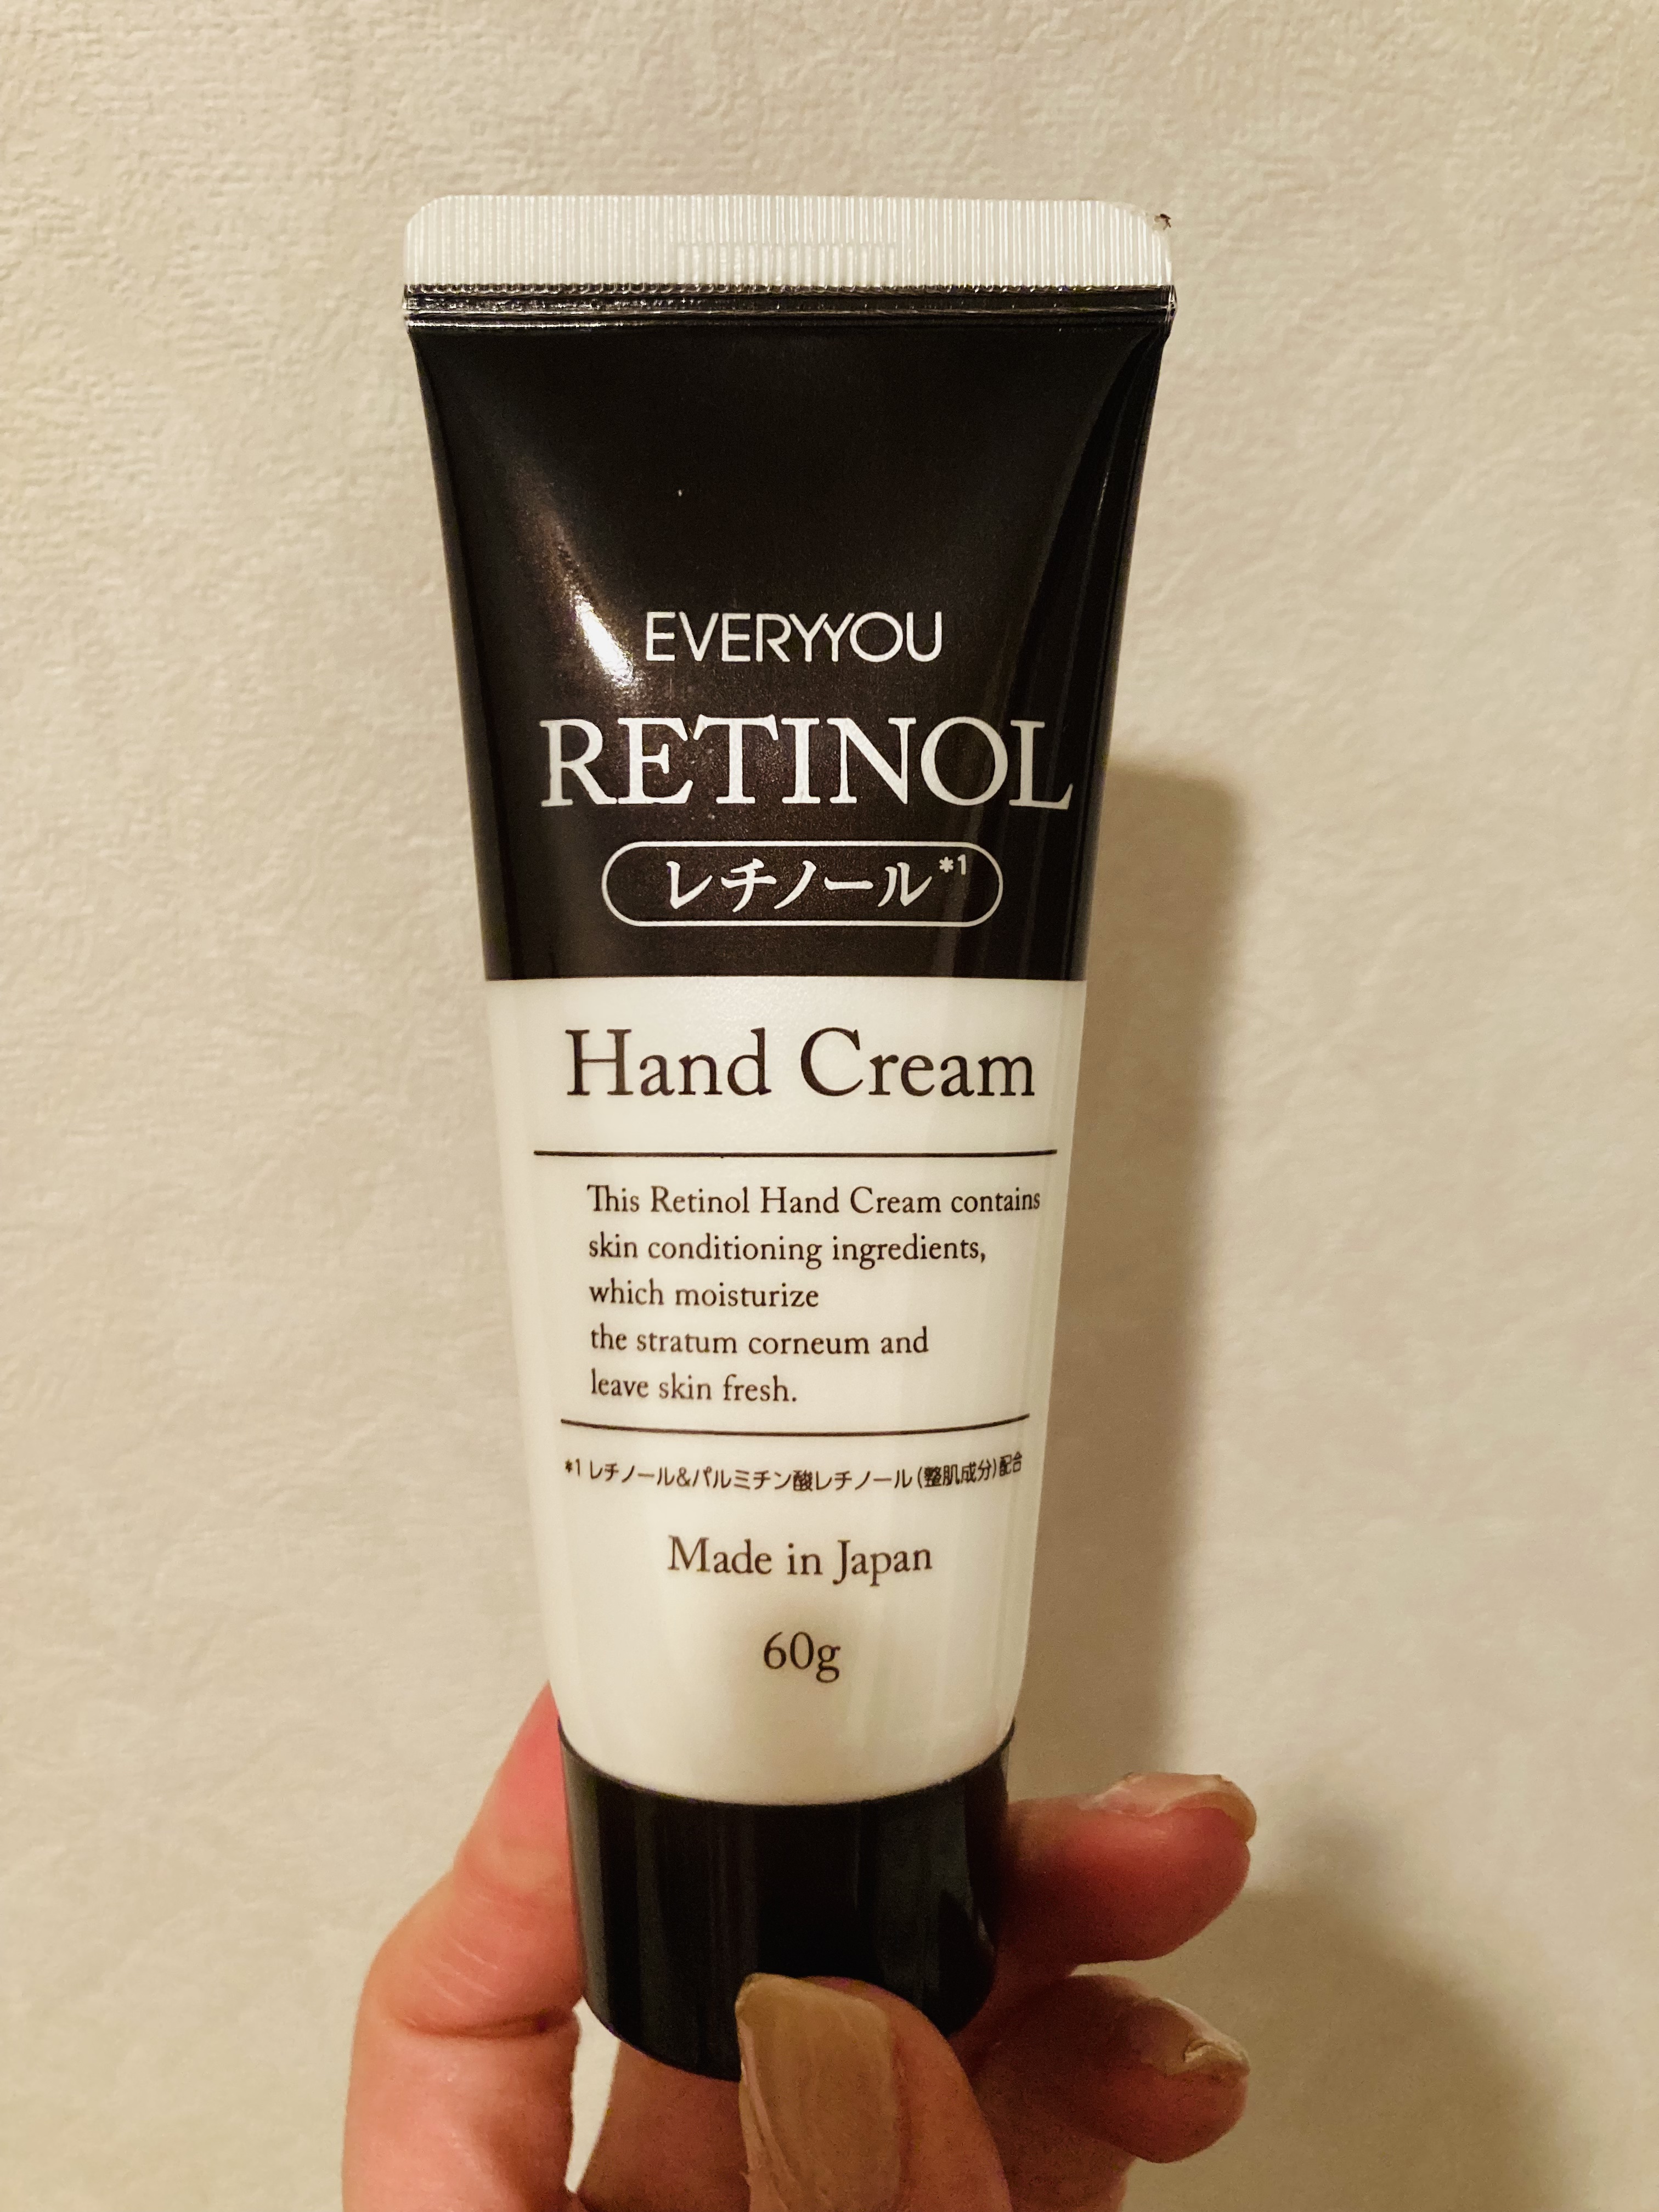 EVERYYOU
RETINOL
レチノール*1
Hand Cream
This Retinol Hand Cream contains
skin conditioning ingredients,
which moisturize
the stratum corneum and
leave skin fresh.
*1 レチノール&パルミチン酸レチノール(整肌成分)配合
Made in Japan
60g